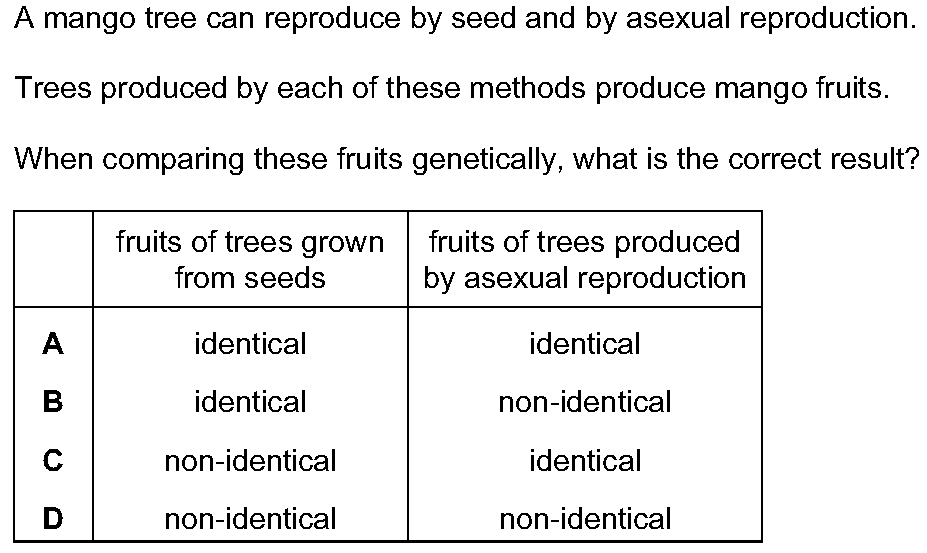 A mango tree can reproduce by seed and by asexual reproduction.
Trees produced by each of these methods produce mango fruits.
When comparing these fruits genetically, what is the correct result?
fruits of trees grown from seeds
fruits of trees produced by asexual reproduction
A identical identical
B identical non-identical
C non-identical identical
D non-identical non-identical